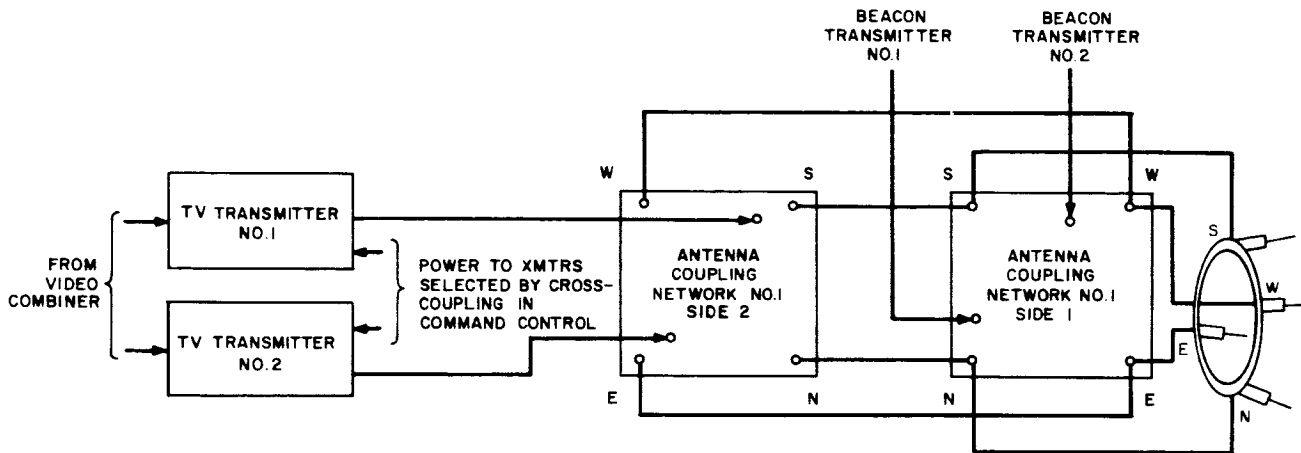 BEACON
TRANSMITTER
NO.1
BEACON
TRANSMITTER
NO.2
W
S
S
W
TV TRANSMITTER
NO.1
FROM
VIDEO
COMBINER
POWER TO XMTRS
SELECTED BY CROSS-
COUPLING IN
COMMAND CONTROL
TV TRANSMITTER
NO.2
ANTENNA
COUPLING
NETWORK NO.1
SIDE 2
ANTENNA
COUPLING
NETWORK NO.1
SIDE 1
E
N
N
E
S
W
E
N